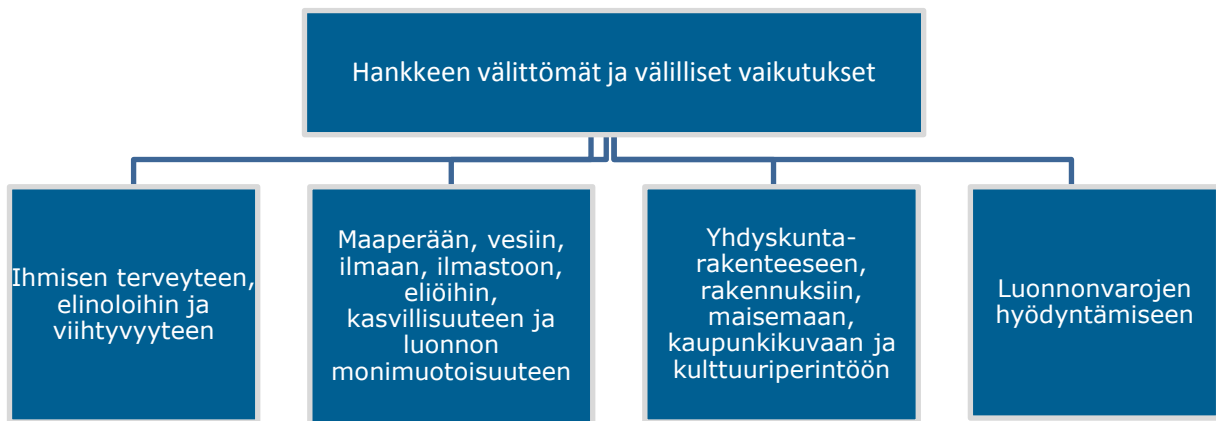 Hankkeen välittömät ja välilliset vaikutukset
Ihmisen terveyteen,
elinoloihin ja
viihtyvyyteen
Maaperään, vesiin,
ilmaan, ilmastoon,
eliöihin,
kasvillisuuteen ja
luonnon
monimuotoisuuteen
Yhdyskunta-
rakenteeseen,
rakennuksiin,
maisemaan,
kaupunkikuvaan ja
kulttuuriperintöön
Luonnonvarojen
hyödyntämiseen